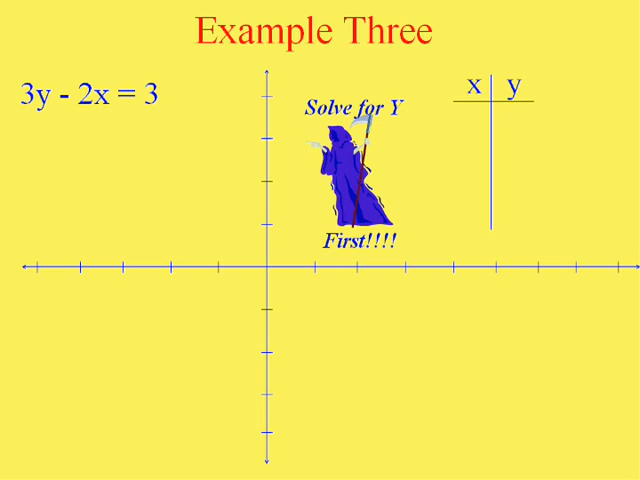 Example Three
3y - 2x = 3
Solve for Y
First!!!!
x y